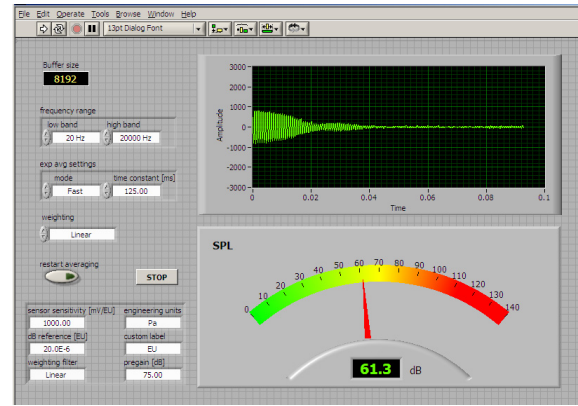 File Edit Operate Tools Browse Window Help
13pt Dialog Font
Buffer size
8192
frequency range
low band high band
20 Hz 20000 Hz
exp avg settings
mode time constant [ms]
Fast 125.00
weighting
Linear
restart averaging
STOP
sensor sensitivity [mV/EU] engineering units
1000.00 Pa
dB reference [EU] custom label
20.0E-6 EU
weighting filter pregain [dB]
Linear 75.00
3000
2000
1000
0
-1000
-2000
-3000
Amplitude
0 0.02 0.04 0.06 0.08 0.1
Time
SPL
0 10 20 30 40 50 60 70 80 90 100 110 120 130 140
61.3 dB